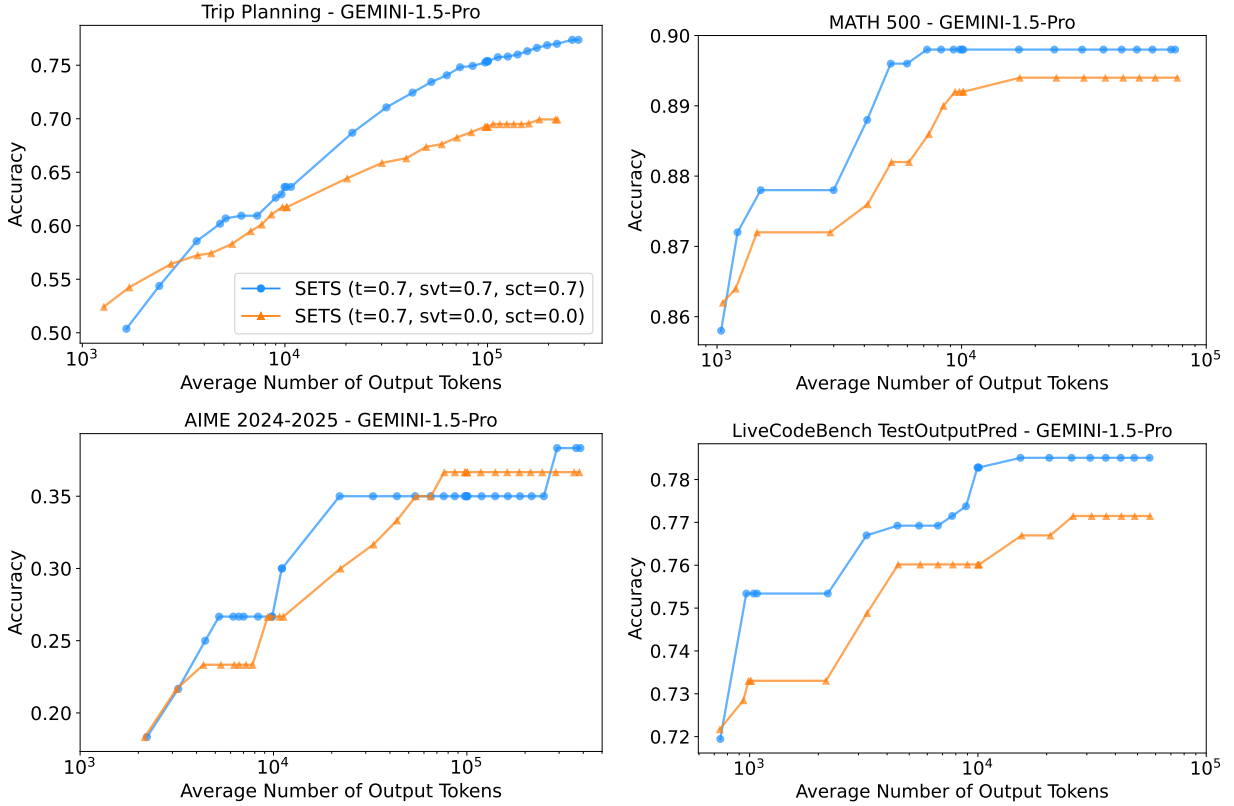 Trip Planning - GEMINI-1.5-Pro
Accuracy
0.75
0.70
0.65
0.60
0.55
0.50
SETS (t=0.7, svt=0.7, sct=0.7)
SETS (t=0.7, svt=0.0, sct=0.0)
10³ 10⁴ 10⁵
Average Number of Output Tokens
MATH 500 - GEMINI-1.5-Pro
Accuracy
0.90
0.89
0.88
0.87
0.86
10³ 10⁴ 10⁵
Average Number of Output Tokens
AIME 2024-2025 - GEMINI-1.5-Pro
Accuracy
0.35
0.30
0.25
0.20
10³ 10⁴ 10⁵
Average Number of Output Tokens
LiveCodeBench TestOutputPred - GEMINI-1.5-Pro
Accuracy
0.78
0.77
0.76
0.75
0.74
0.73
0.72
10³ 10⁴ 10⁵
Average Number of Output Tokens